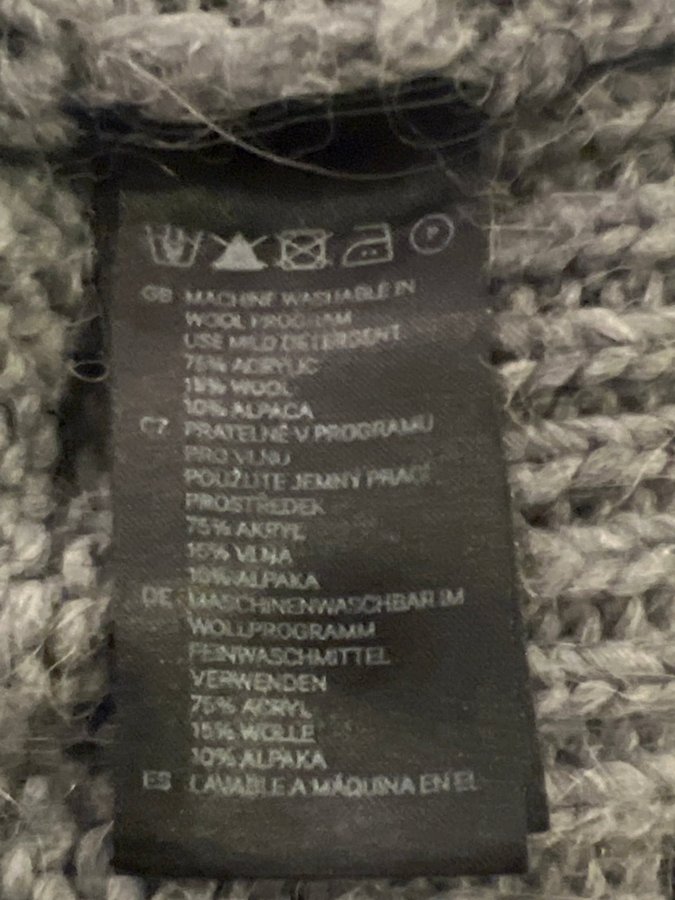 P
GB MACHINE WASHABLE IN
WOOL PROGRAM
USE MILD DETERGENT
75% ACRYLIC
15% WOOL
10% ALPACA
CZ PRATELNÉ V PROGRAMU
PRO VLNU
POUŽIJTE JEMNÝ PRACÍ
PROSTŘEDEK
75% AKRYL
15% VLNA
10% ALPAKA
DE MASCHINENWASCHBAR IM
WOLLPROGRAMM
FEINWASCHMITTEL
VERWENDEN
75% ACRYL
15% WOLLE
10% ALPAKA
ES LAVABLE A MÁQUINA EN EL